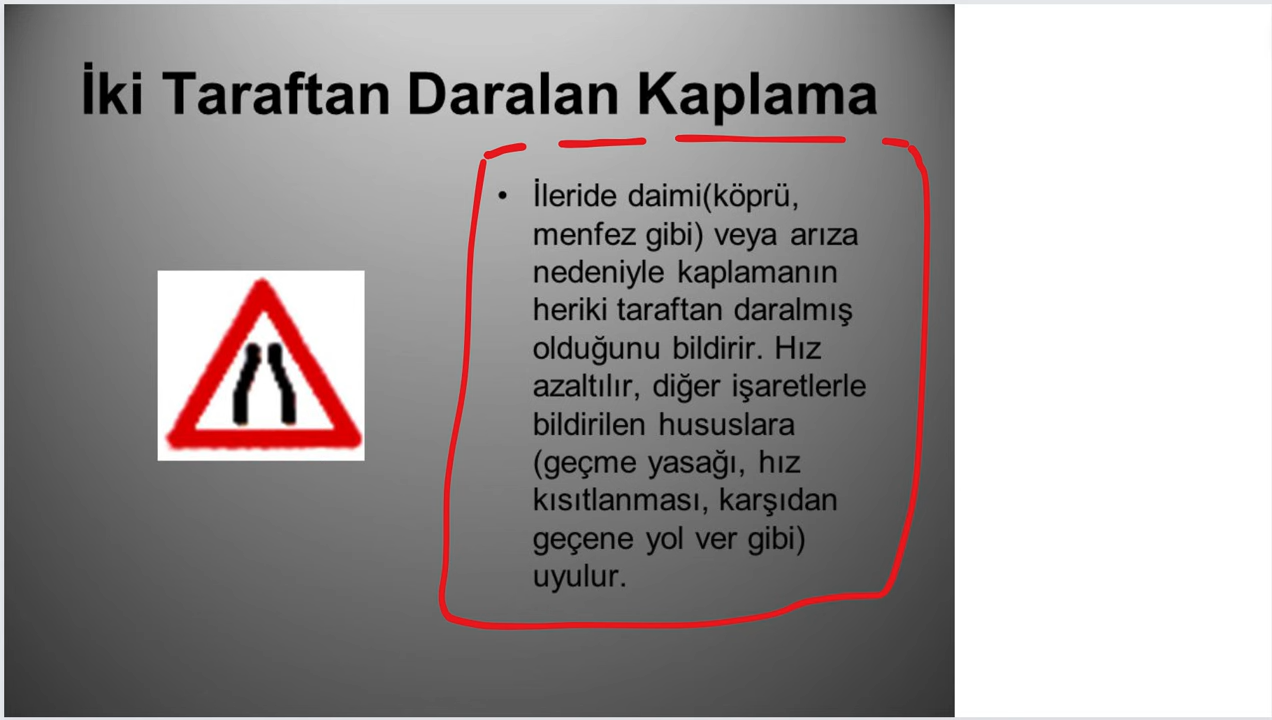 İki Taraftan Daralan Kaplama
• İleride daimi(köprü,
menfez gibi) veya arıza
nedeniyle kaplamanın
heriki taraftan daralmış
olduğunu bildirir. Hız
azaltılır, diğer işaretlerle
bildirilen hususlara
(geçme yasağı, hız
kısıtlanması, karşıdan
geçene yol ver gibi)
uyulur.